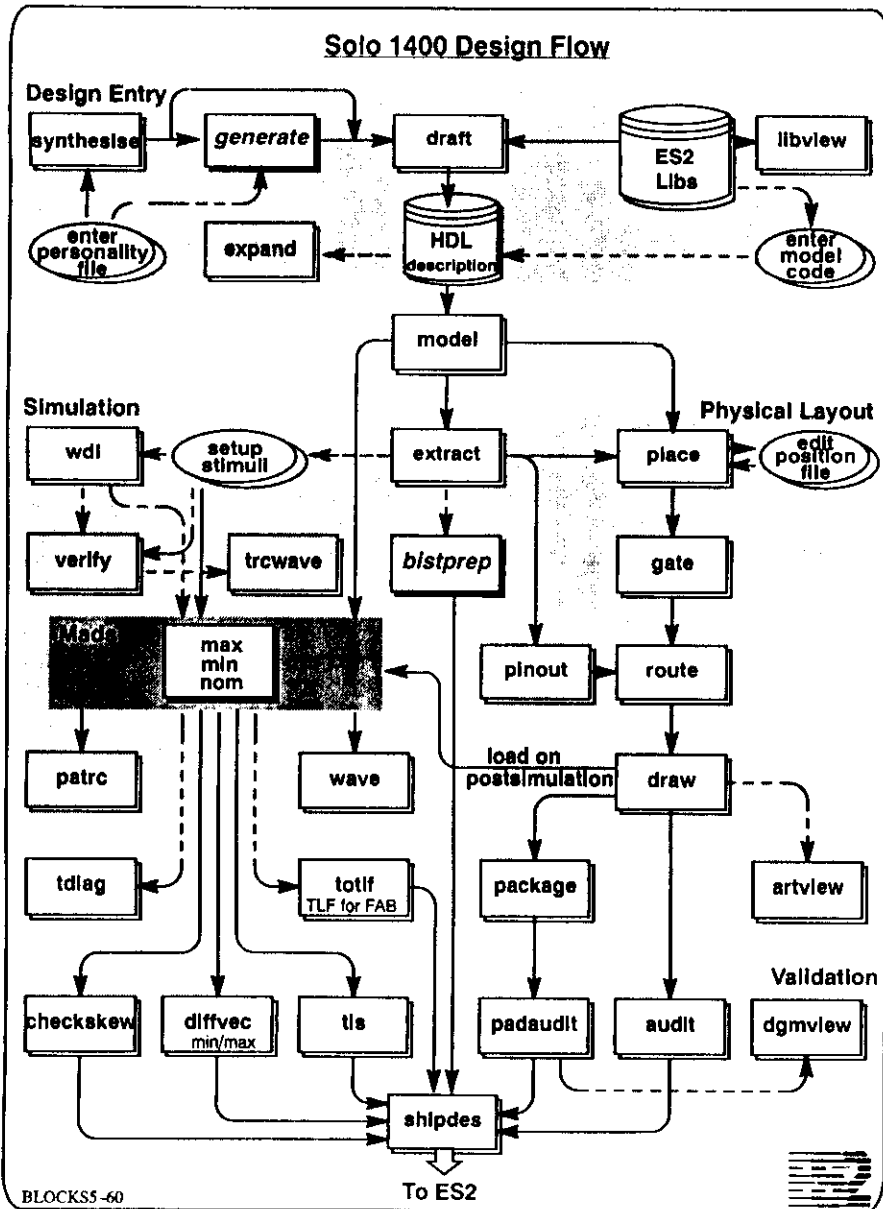 Solo 1400 Design Flow
Design Entry
synthesise
generate
draft
ES2
Libs
libview
enter
personality
file
expand
HDL
description
enter
model
code
model
Simulation
Physical Layout
wdl
setup
stimuli
extract
place
edit
position
file
verify
trcwave
bistprep
gate
Mads
max
min
nom
pinout
route
patrc
wave
load on
postsimulation
draw
tdiag
totlf
TLF for FAB
package
artview
Validation
checkskew
diffvec
min/max
tls
padaudit
audit
dgmview
shipdes
To ES2
BLOCKS5-60